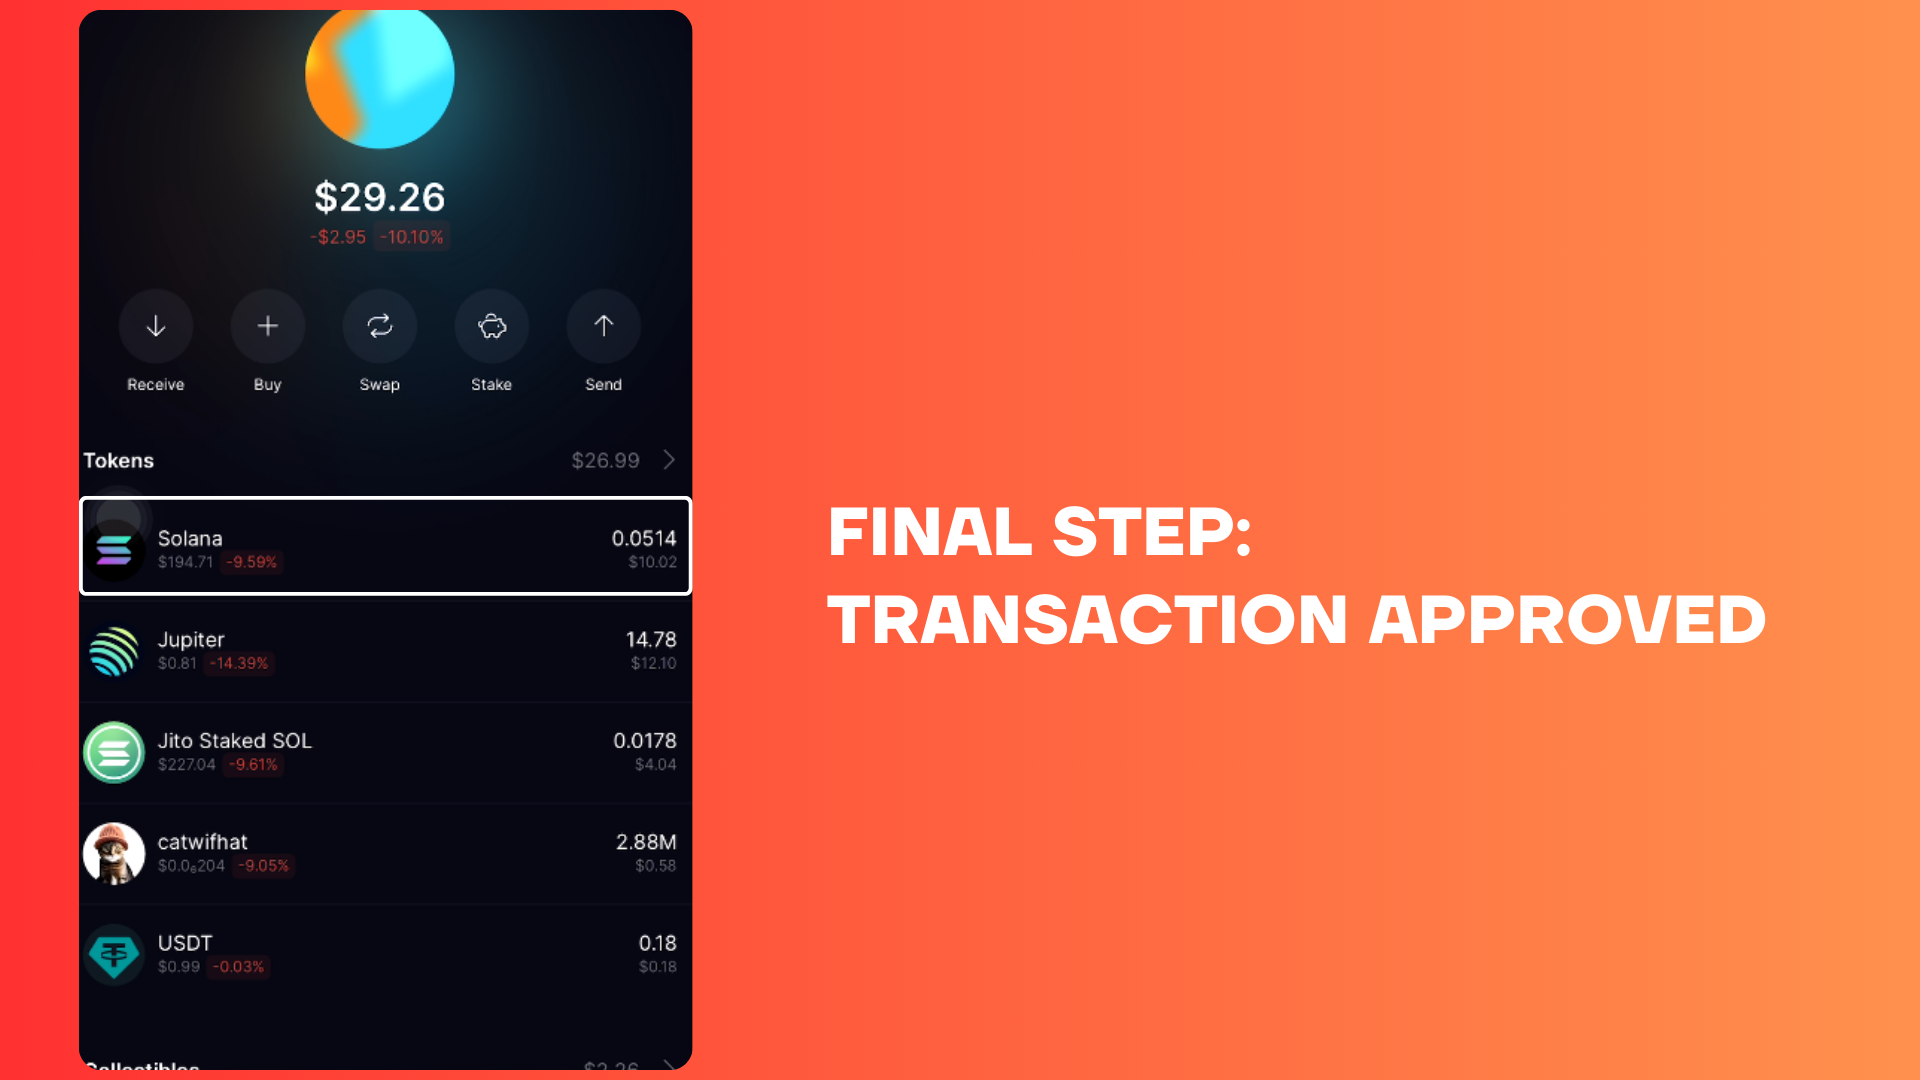 $29.26
-$2.95 -10.10%
Receive Buy Swap Stake Send
Tokens $26.99
Solana 0.0514
$194.71 -9.59% $10.02
FINAL STEP:
TRANSACTION APPROVED
Jupiter 14.78
$0.81 -14.39% $12.10
Jito Staked SOL 0.0178
$227.04 -9.61% $4.04
catwifhat 2.88M
$0.0₆204 -9.05% $0.58
USDT 0.18
$0.99 -0.03% $0.18
Collectibles $2.26